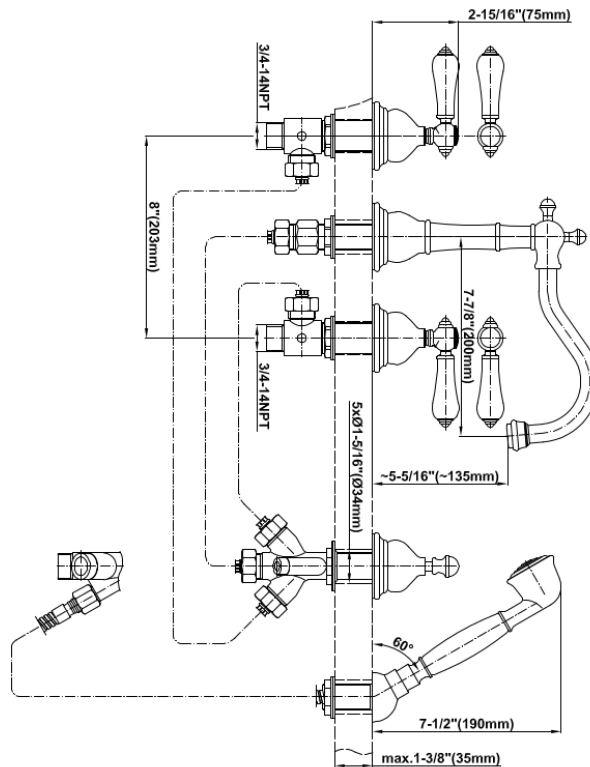 2-15/16"(75mm)
3/4-14NPT
8"(203mm)
7-7/8"(200mm)
3/4-14NPT
5xØ1-5/16"(Ø34mm)
~5-5/16"(~135mm)
60°
7-1/2"(190mm)
max.1-3/8"(35mm)